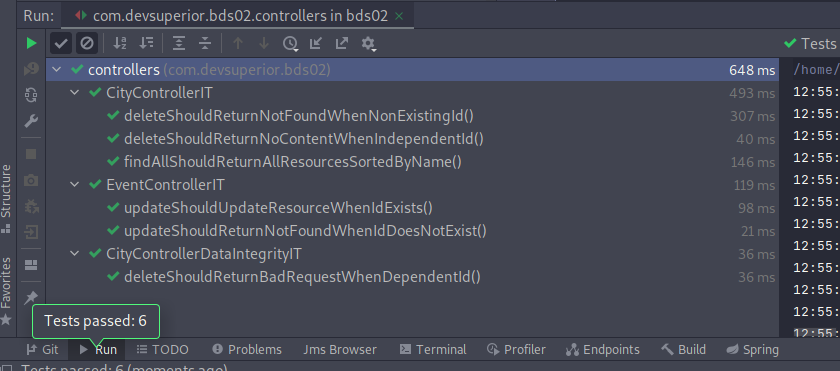 Run: com.devsuperior.bds02.controllers in bds02
Tests
controllers (com.devsuperior.bds02) 648 ms /home/
CityControllerIT 493 ms 12:55:
deleteShouldReturnNotFoundWhenNonExistingId() 307 ms 12:55:
deleteShouldReturnNoContentWhenIndependentId() 40 ms 12:55:
findAllShouldReturnAllResourcesSortedByName() 146 ms 12:55:
EventControllerIT 119 ms 12:55:
updateShouldUpdateResourceWhenIdExists() 98 ms 12:55:
updateShouldReturnNotFoundWhenIdDoesNotExist() 21 ms 12:55:
CityControllerDataIntegrityIT 36 ms 12:55:
deleteShouldReturnBadRequestWhenDependentId() 36 ms 12:55:
12:55:
12:55:
12:55:
Structure
Favorites
Tests passed: 6
Git Run TODO Problems Jms Browser Terminal Profiler Endpoints Build Spring
Tests passed: 6 (moments ago)